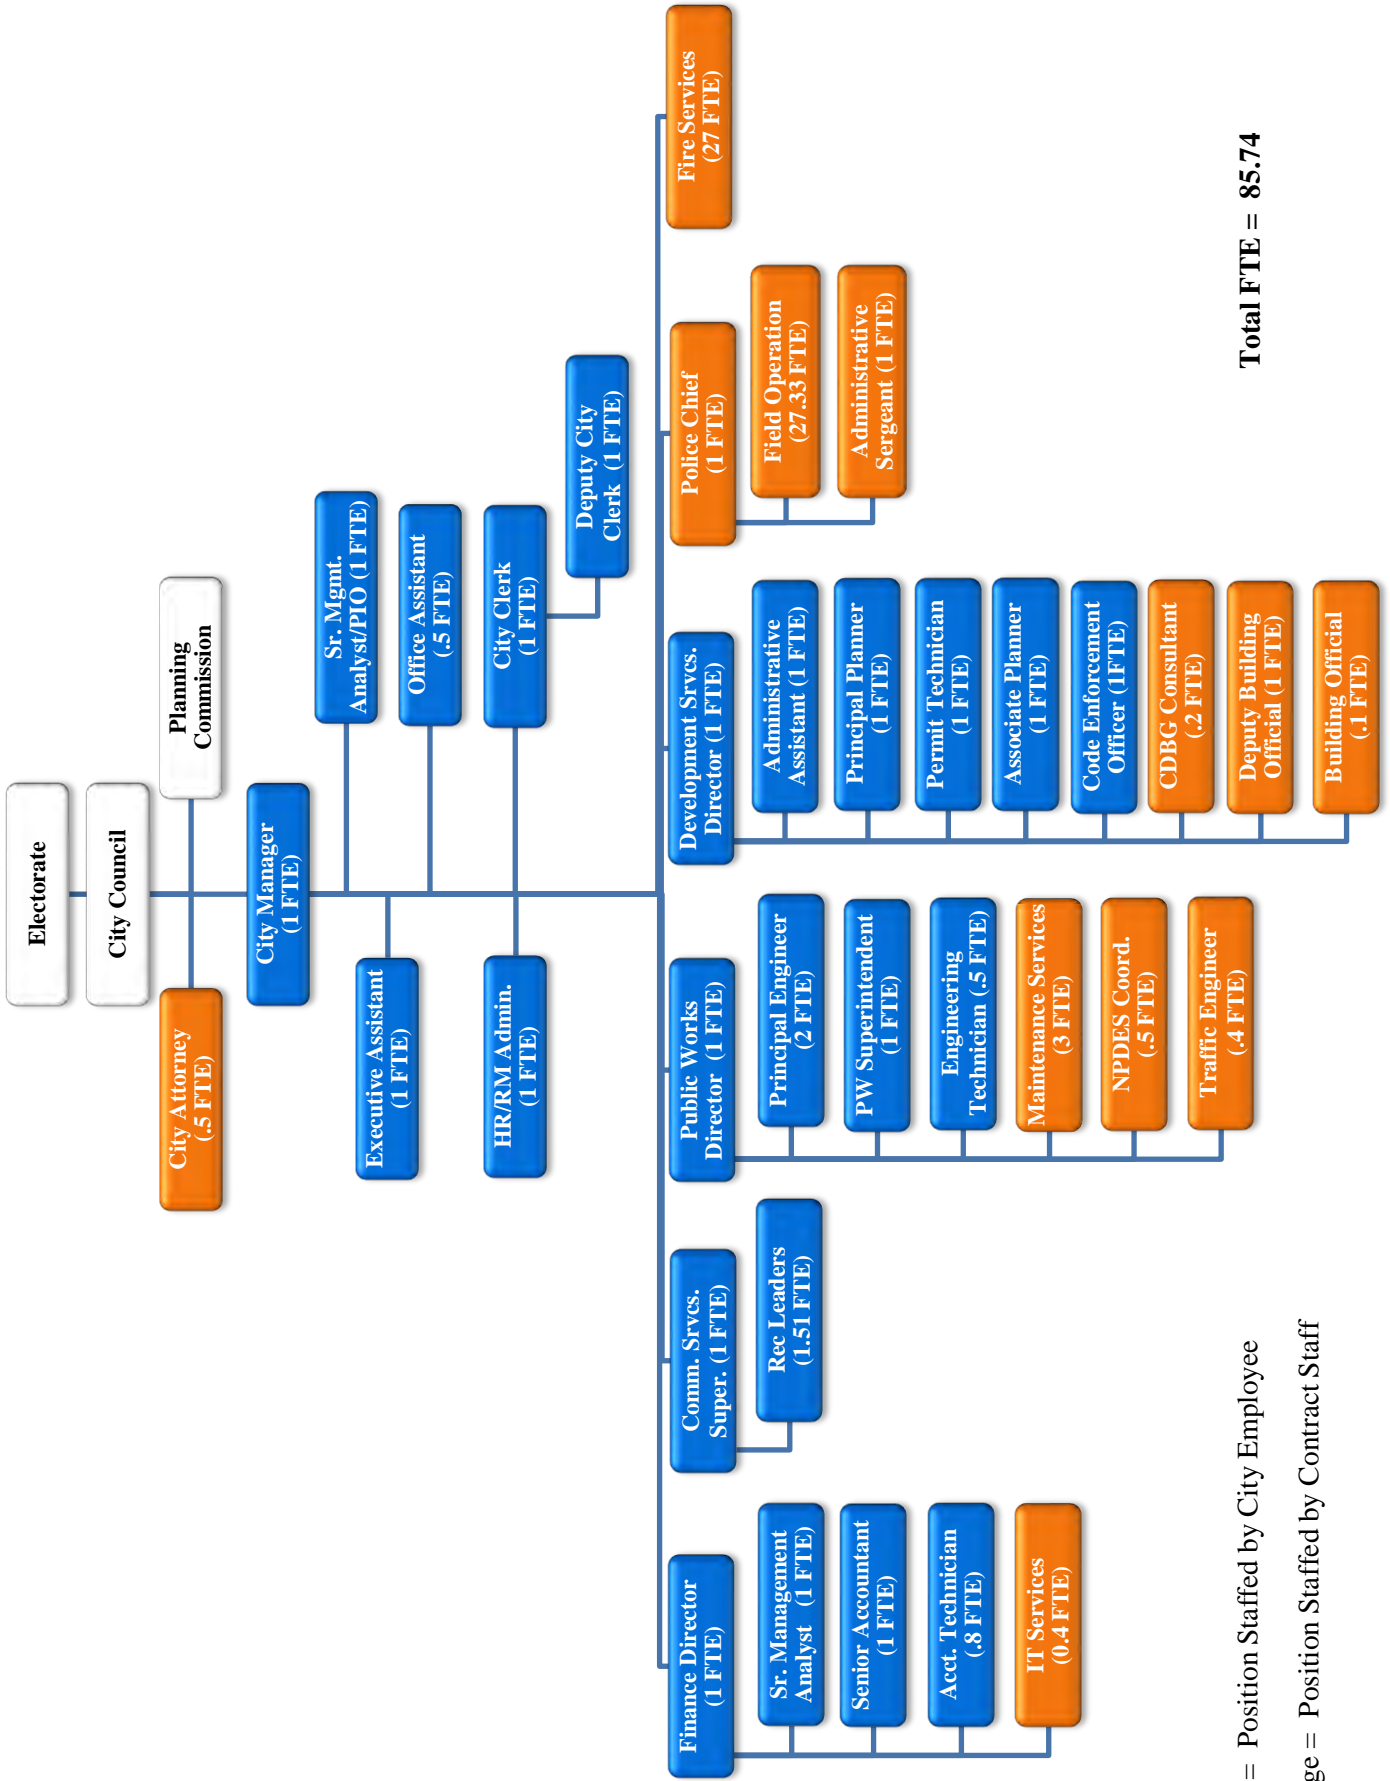 Electorate
City Council
City Attorney
(.5 FTE)
Planning
Commission
City Manager
(1 FTE)
Sr. Mgmt.
Analyst/PIO (1 FTE)
Executive Assistant
(1 FTE)
Office Assistant
(.5 FTE)
HR/RM Admin.
(1 FTE)
City Clerk
(1 FTE)
Deputy City
Clerk (1 FTE)
Finance Director
(1 FTE)
Sr. Management
Analyst (1 FTE)
Senior Accountant
(1 FTE)
Acct. Technician
(.8 FTE)
IT Services
(0.4 FTE)
Comm. Srvcs.
Super. (1 FTE)
Rec Leaders
(1.51 FTE)
Public Works
Director (1 FTE)
Principal Engineer
(2 FTE)
PW Superintendent
(1 FTE)
Engineering
Technician (.5 FTE)
Maintenance Services
(3 FTE)
NPDES Coord.
(.5 FTE)
Traffic Engineer
(.4 FTE)
Development Srvcs.
Director (1 FTE)
Administrative
Assistant (1 FTE)
Principal Planner
(1 FTE)
Permit Technician
(1 FTE)
Associate Planner
(1 FTE)
Code Enforcement
Officer (1FTE)
CDBG Consultant
(.2 FTE)
Deputy Building
Official (1 FTE)
Building Official
(.1 FTE)
Police Chief
(1 FTE)
Field Operation
(27.33 FTE)
Administrative
Sergeant (1 FTE)
Fire Services
(27 FTE)
= Position Staffed by City Employee
ge = Position Staffed by Contract Staff
Total FTE = 85.74